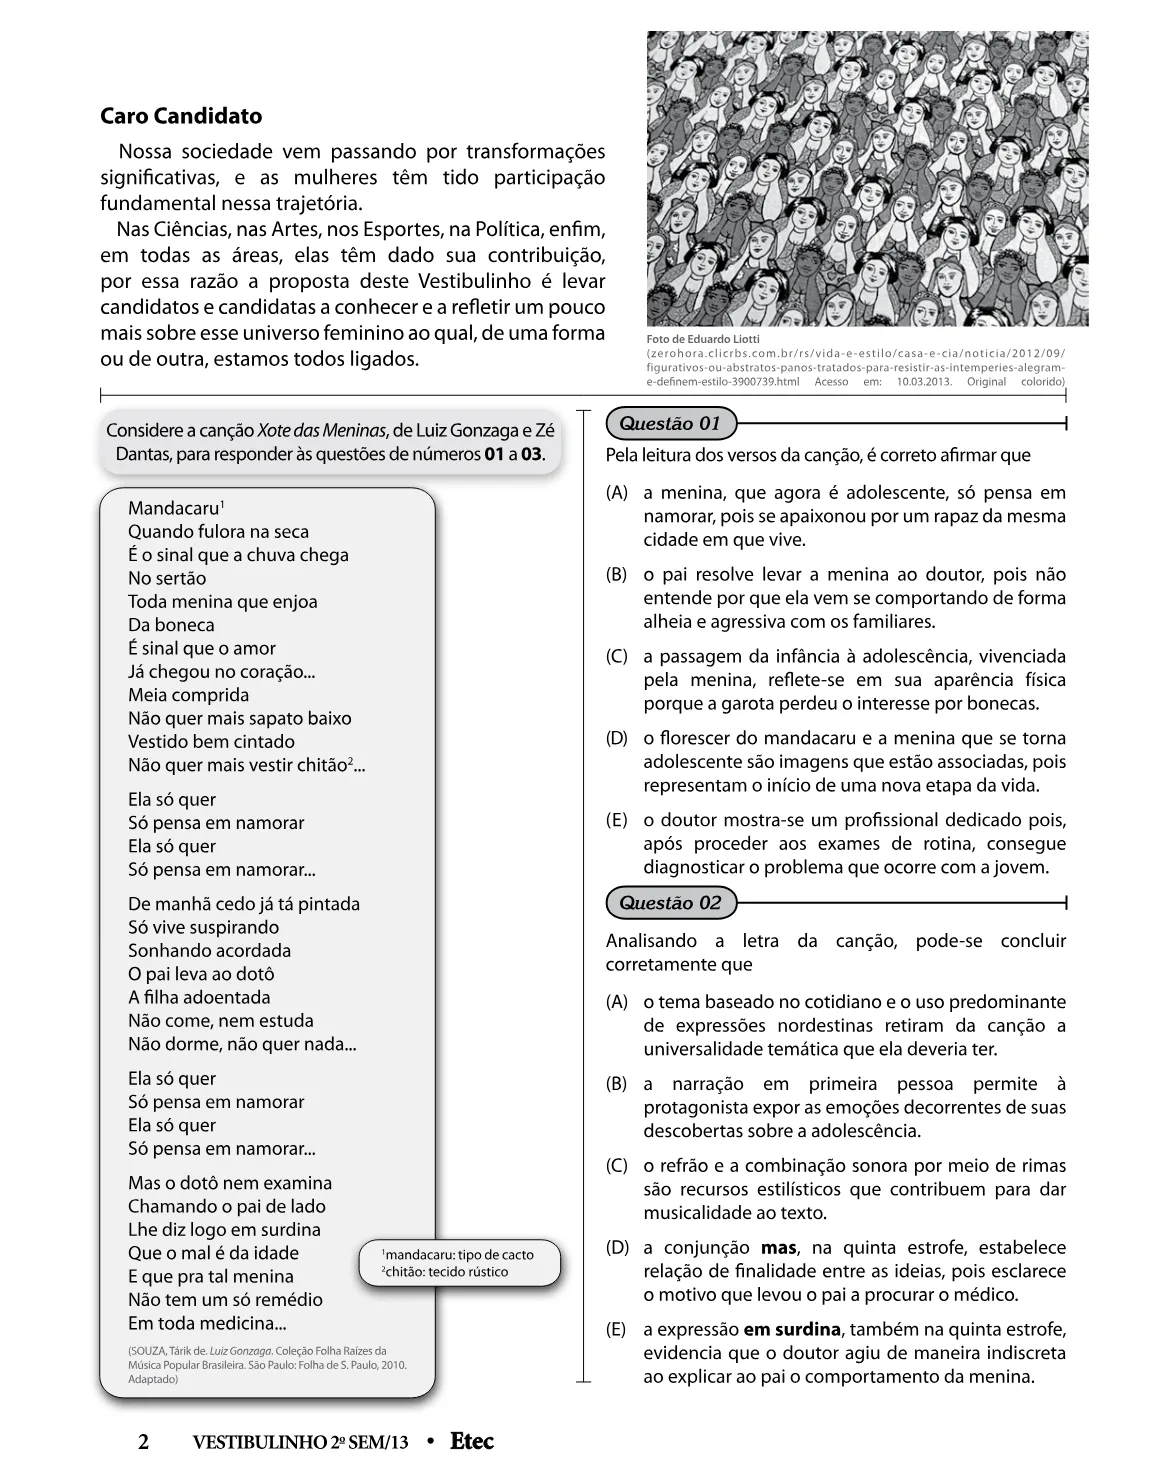 Caro Candidato
Nossa sociedade vem passando por transformações
significativas, e as mulheres têm tido participação
fundamental nessa trajetória.
Nas Ciências, nas Artes, nos Esportes, na Política, enfim,
em todas as áreas, elas têm dado sua contribuição,
por essa razão a proposta deste Vestibulinho é levar
candidatos e candidatas a conhecer e a refletir um pouco
mais sobre esse universo feminino ao qual, de uma forma
ou de outra, estamos todos ligados.
Foto de Eduardo Liotti
(zerohora.clicrbs.com.br/rs/vida-e-estilo/casa-e-cia/noticia/2012/09/
figurativos-ou-abstratos-panos-tratados-para-resistir-as-intemperies-alegram-
e-definem-estilo-3900739.html Acesso em: 10.03.2013. Original colorido)
Considere a canção Xote das Meninas, de Luiz Gonzaga e Zé
Dantas, para responder às questões de números 01 a 03.
Mandacaru¹
Quando fulora na seca
É o sinal que a chuva chega
No sertão
Toda menina que enjoa
Da boneca
É sinal que o amor
Já chegou no coração...
Meia comprida
Não quer mais sapato baixo
Vestido bem cintado
Não quer mais vestir chitão²...
Ela só quer
Só pensa em namorar
Ela só quer
Só pensa em namorar...
De manhã cedo já tá pintada
Só vive suspirando
Sonhando acordada
O pai leva ao dotô
A filha adoentada
Não come, nem estuda
Não dorme, não quer nada...
Ela só quer
Só pensa em namorar
Ela só quer
Só pensa em namorar...
Mas o dotô nem examina
Chamando o pai de lado
Lhe diz logo em surdina
Que o mal é da idade
E que pra tal menina
Não tem um só remédio
Em toda medicina...
(SOUZA, Tárik de. Luiz Gonzaga. Coleção Folha Raízes da
Música Popular Brasileira. São Paulo: Folha de S. Paulo, 2010.
Adaptado)
¹mandacaru: tipo de cacto
²chitão: tecido rústico
Questão 01
Pela leitura dos versos da canção, é correto afirmar que
(A) a menina, que agora é adolescente, só pensa em
namorar, pois se apaixonou por um rapaz da mesma
cidade em que vive.
(B) o pai resolve levar a menina ao doutor, pois não
entende por que ela vem se comportando de forma
alheia e agressiva com os familiares.
(C) a passagem da infância à adolescência, vivenciada
pela menina, reflete-se em sua aparência física
porque a garota perdeu o interesse por bonecas.
(D) o florescer do mandacaru e a menina que se torna
adolescente são imagens que estão associadas, pois
representam o início de uma nova etapa da vida.
(E) o doutor mostra-se um profissional dedicado pois,
após proceder aos exames de rotina, consegue
diagnosticar o problema que ocorre com a jovem.
Questão 02
Analisando a letra da canção, pode-se concluir
corretamente que
(A) o tema baseado no cotidiano e o uso predominante
de expressões nordestinas retiram da canção a
universalidade temática que ela deveria ter.
(B) a narração em primeira pessoa permite à
protagonista expor as emoções decorrentes de suas
descobertas sobre a adolescência.
(C) o refrão e a combinação sonora por meio de rimas
são recursos estilísticos que contribuem para dar
musicalidade ao texto.
(D) a conjunção mas, na quinta estrofe, estabelece
relação de finalidade entre as ideias, pois esclarece
o motivo que levou o pai a procurar o médico.
(E) a expressão em surdina, também na quinta estrofe,
evidencia que o doutor agiu de maneira indiscreta
ao explicar ao pai o comportamento da menina.
2 VESTIBULINHO 2º SEM/13 • Etec